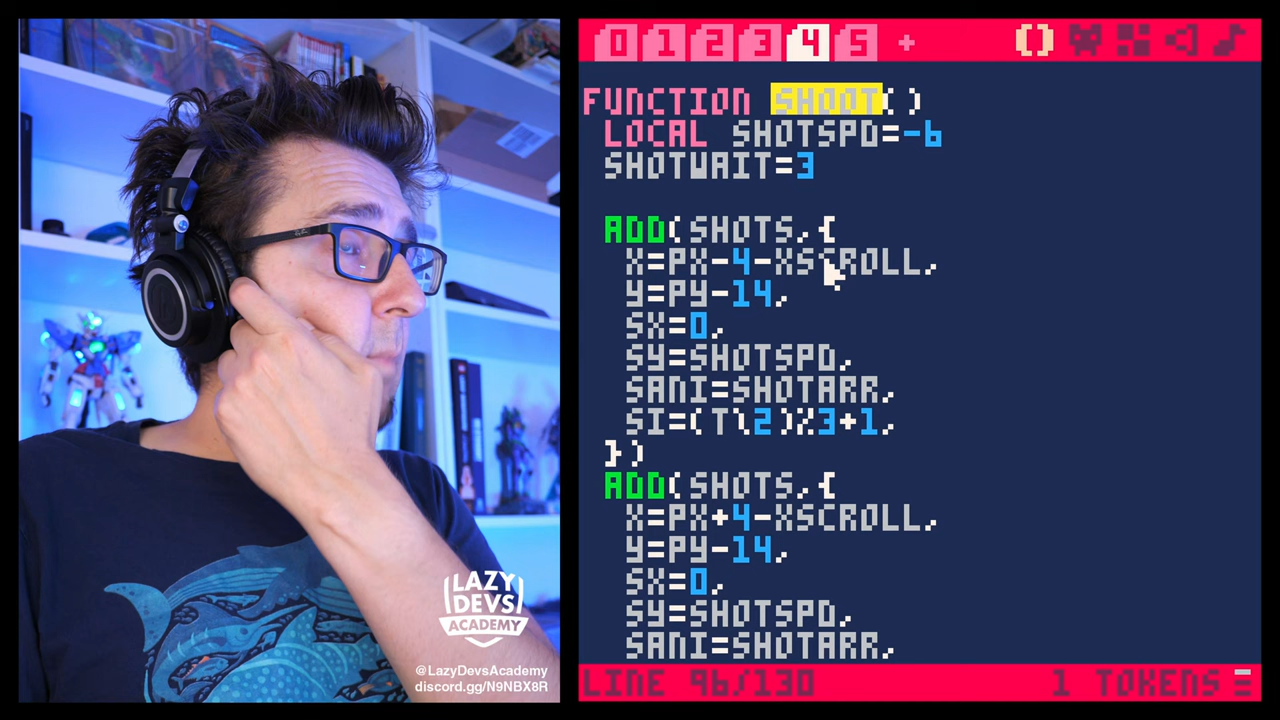 0 1 2 3 4 5 +
FUNCTION SHOOT()
LOCAL SHOTSPD=-6
SHOTWAIT=3
ADD(SHOTS,{
X=PX-4-XSCROLL,
Y=PY-14,
SX=0,
SY=SHOTSPD,
SANI=SHOTARR,
SI=(T\2)%3+1,
})
ADD(SHOTS,{
X=PX+4-XSCROLL,
Y=PY-14,
SX=0,
SY=SHOTSPD,
SANI=SHOTARR,
LINE 96/130 1 TOKENS
LAZY
DEVS
ACADEMY
@LazyDevsAcademy
discord.gg/N9NBX8R